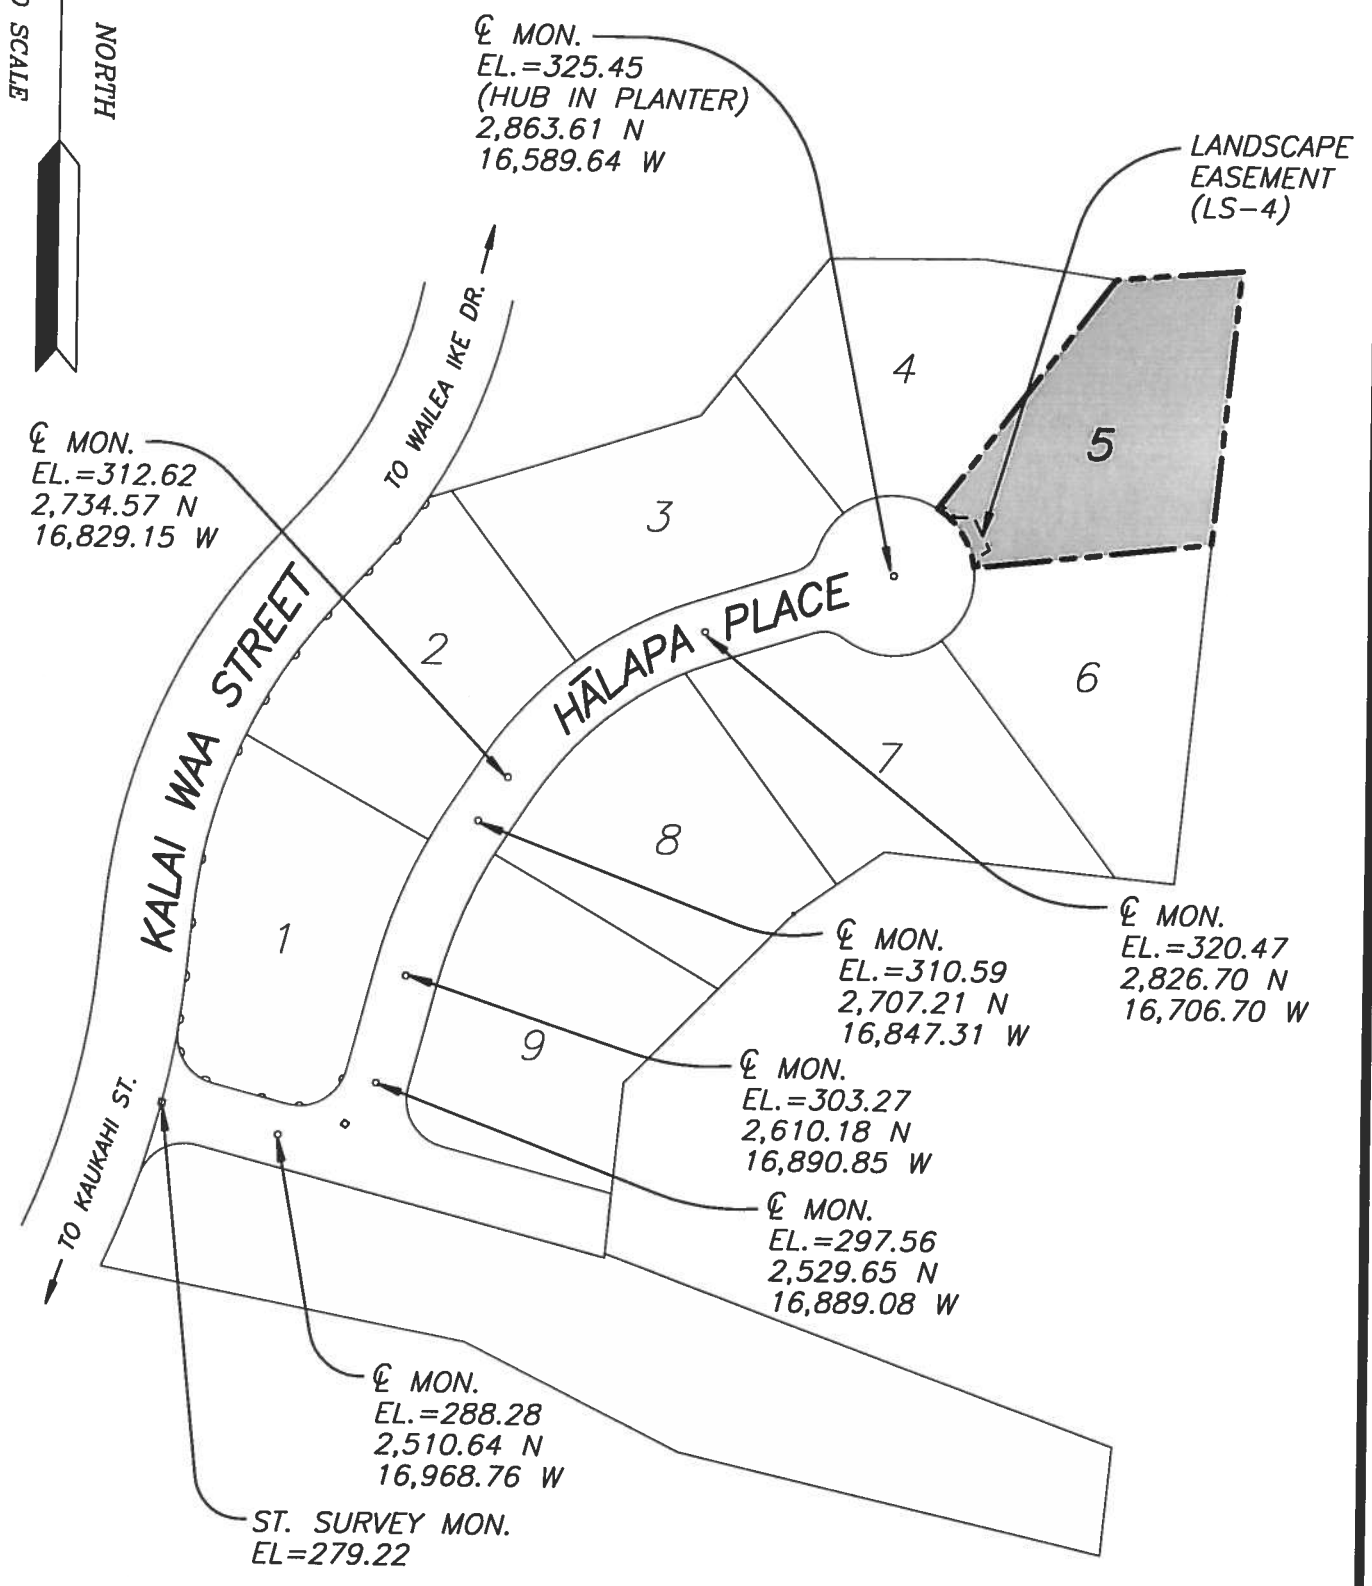 NORTH
SCALE
℄ MON.
EL.=325.45
(HUB IN PLANTER)
2,863.61 N
16,589.64 W
LANDSCAPE
EASEMENT
(LS-4)
TO WAILEA IKE DR.
℄ MON.
EL.=312.62
2,734.57 N
16,829.15 W
4
5
3
2
HĀLAPA PLACE
6
KALAI WAA STREET
7
8
1
9
℄ MON.
EL.=320.47
2,826.70 N
16,706.70 W
℄ MON.
EL.=310.59
2,707.21 N
16,847.31 W
℄ MON.
EL.=303.27
2,610.18 N
16,890.85 W
TO KAUKAHI ST.
℄ MON.
EL.=297.56
2,529.65 N
16,889.08 W
℄ MON.
EL.=288.28
2,510.64 N
16,968.76 W
ST. SURVEY MON.
EL=279.22